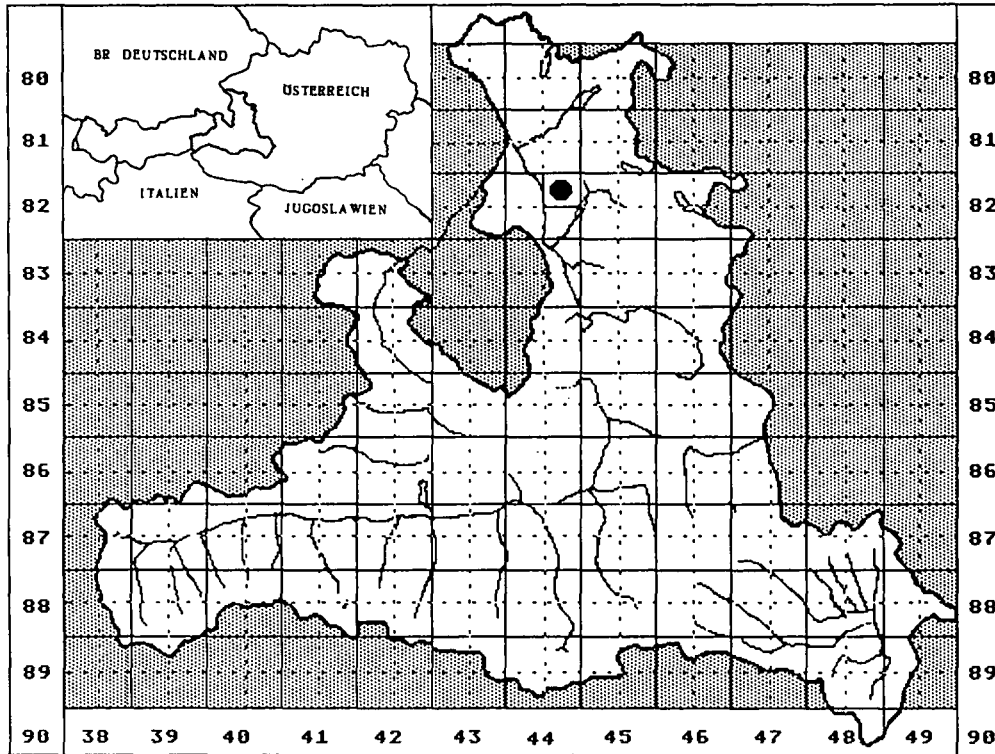 BR DEUTSCHLAND
ÖSTERREICH
ITALIEN
JUGOSLAWIEN
80 80
81 81
82 82
83 83
84 84
85 85
86 86
87 87
88 88
89 89
90 38 39 40 41 42 43 44 45 46 47 48 49 90